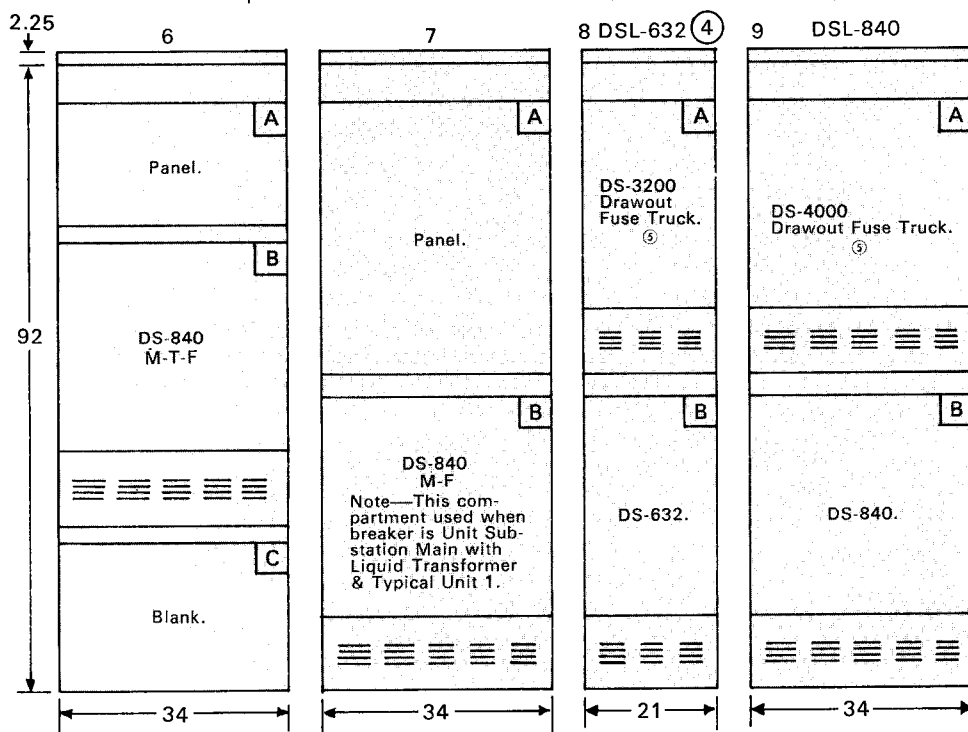 2.25
6
7
8 DSL-632 ④
9 DSL-840
92
A
Panel.
B
DS-840
M-T-F
C
Blank.
34
A
Panel.
B
DS-840
M-F
Note—This com-
partment used when
breaker is Unit Sub-
station Main with
Liquid Transformer
& Typical Unit 1.
34
A
DS-3200
Drawout
Fuse Truck.
⑤
B
DS-632.
21
A
DS-4000
Drawout Fuse Truck.
⑤
B
DS-840.
34